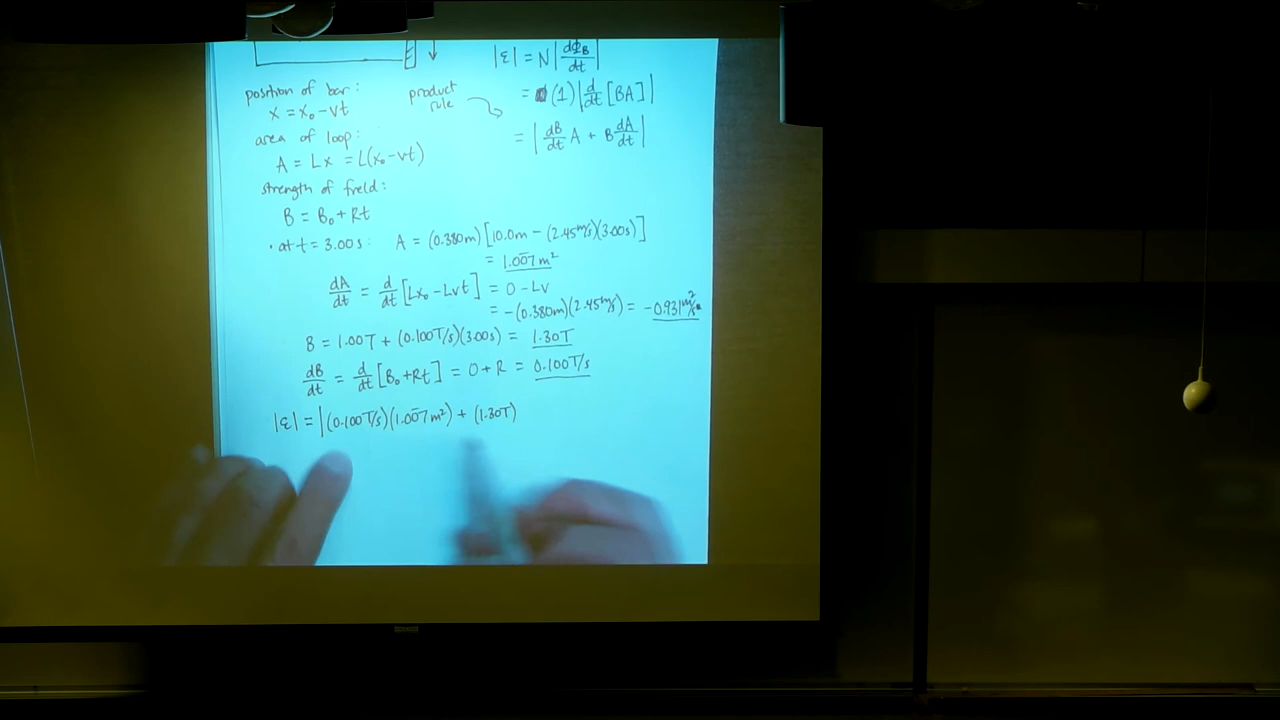 |ε| = N |dΦ_B/dt|
= (1) |d/dt [BA]|
product rule
= |dB/dt A + B dA/dt|
position of bar:
x = x₀ - vt
area of loop:
A = Lx = L(x₀ - vt)
strength of field:
B = B₀ + Rt
• at t = 3.00s: A = (0.380m) [10.0m - (2.45m/s)(3.00s)]
= 1.007 m²
dA/dt = d/dt [Lx₀ - Lvt] = 0 - Lv
= -(0.380m)(2.45m/s) = -0.931 m²/s
B = 1.00T + (0.100T/s)(3.00s) = 1.30T
dB/dt = d/dt [B₀ + Rt] = 0 + R = 0.100T/s
|ε| = |(0.100T/s)(1.007m²) + (1.30T)